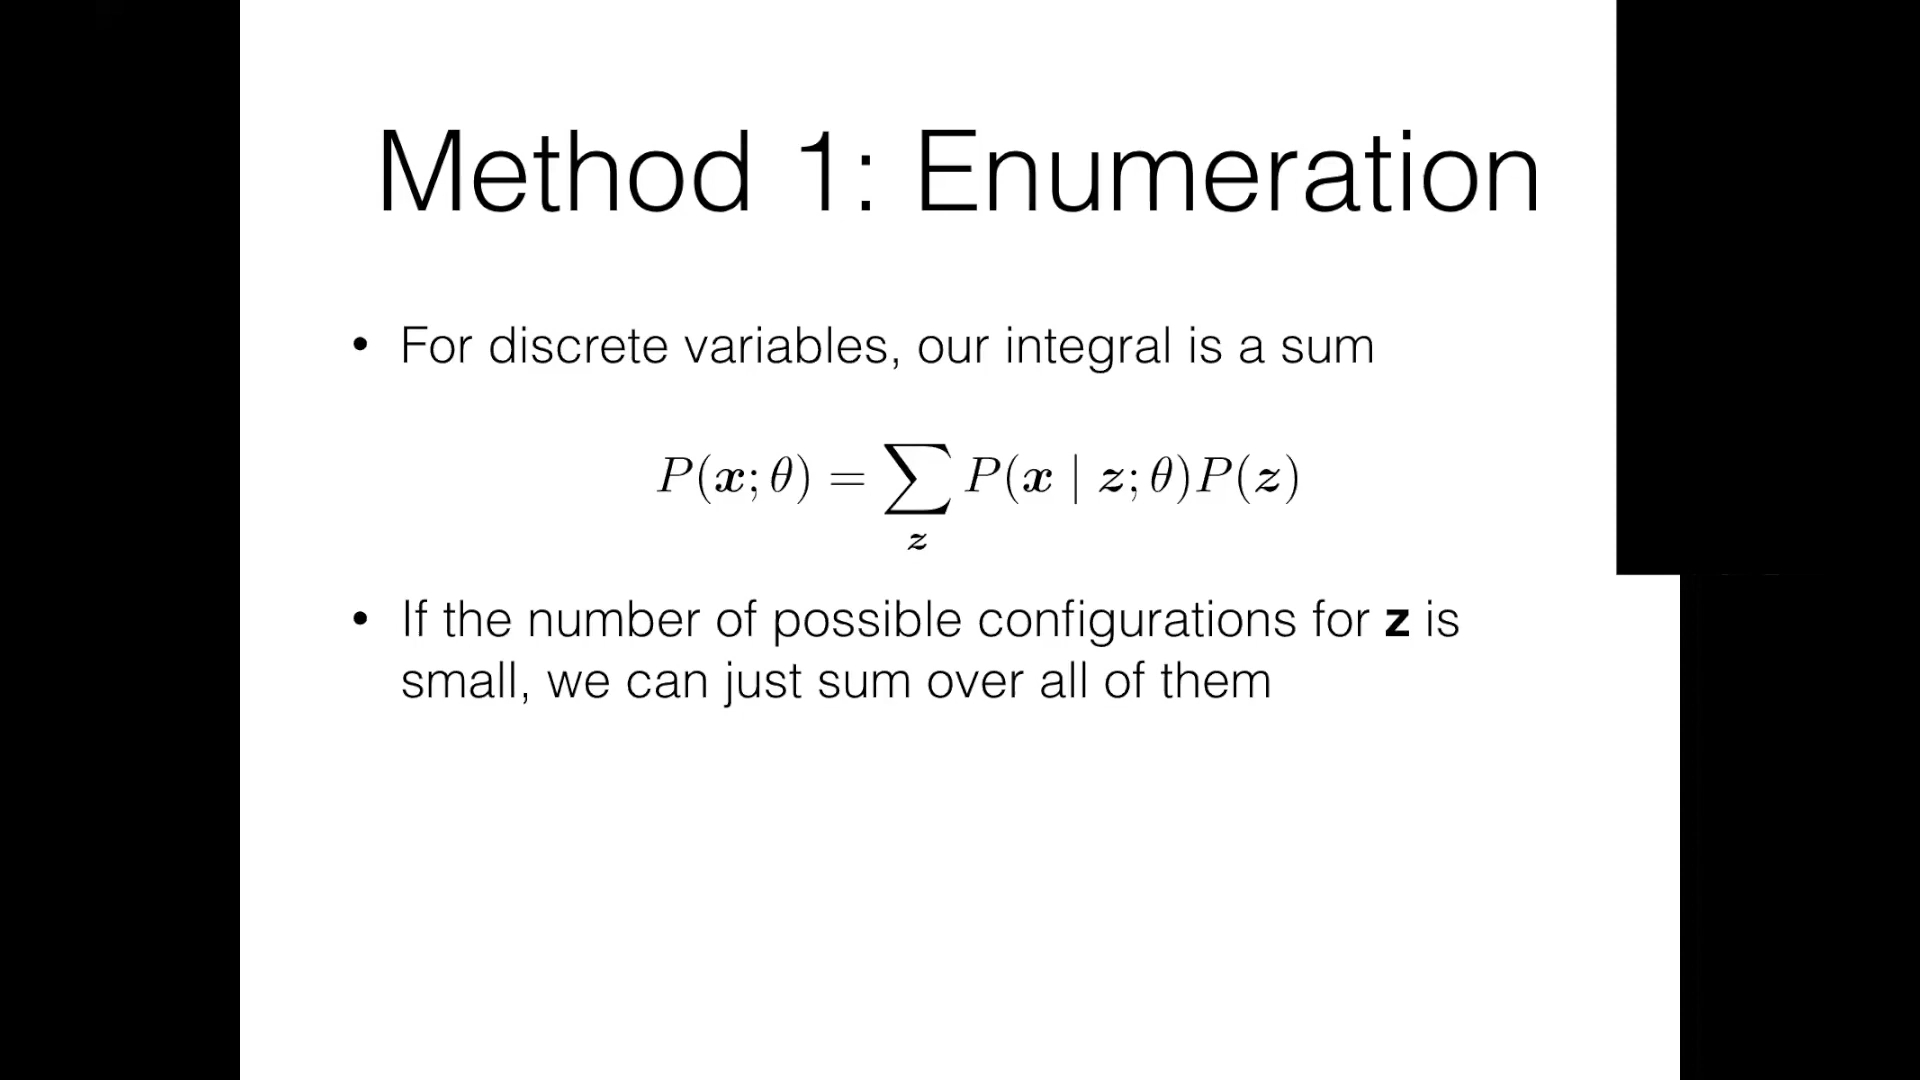 Method 1: Enumeration
• For discrete variables, our integral is a sum
P(x; θ) = ∑ P(x | z; θ)P(z)
z
• If the number of possible configurations for z is
small, we can just sum over all of them